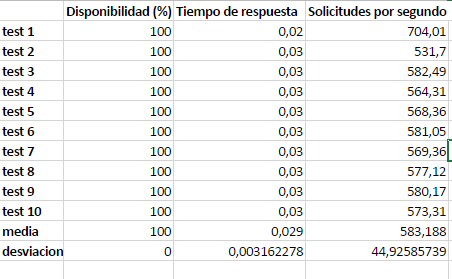 Disponibilidad (%) Tiempo de respuesta Solicitudes por segundo
test 1 100 0,02 704,01
test 2 100 0,03 531,7
test 3 100 0,03 582,49
test 4 100 0,03 564,31
test 5 100 0,03 568,36
test 6 100 0,03 581,05
test 7 100 0,03 569,36
test 8 100 0,03 577,12
test 9 100 0,03 580,17
test 10 100 0,03 573,31
media 100 0,029 583,188
desviacion 0 0,003162278 44,92585739